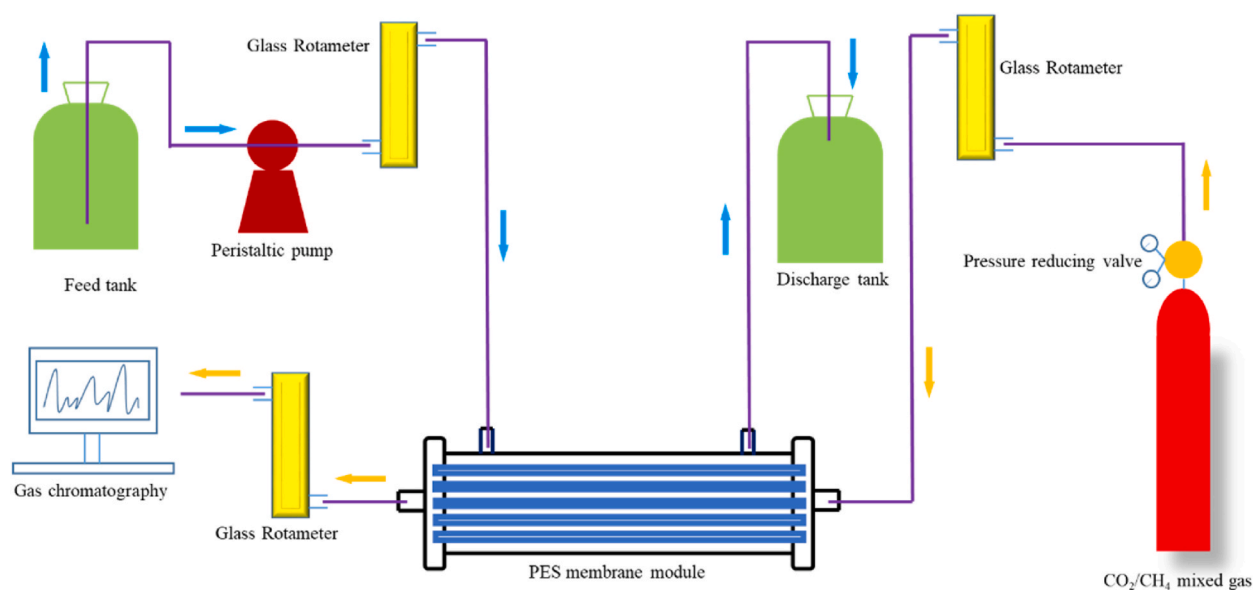 Glass Rotameter
Glass Rotameter
Peristaltic pump
Pressure reducing valve
Feed tank
Discharge tank
Gas chromatography
Glass Rotameter
PES membrane module
CO₂/CH₄ mixed gas